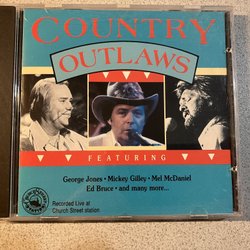 COUNTRY
OUTLAWS
FEATURING
George Jones • Mickey Gilley • Mel McDaniel
Ed Bruce • and many more...
Recorded Live at
Church Street station